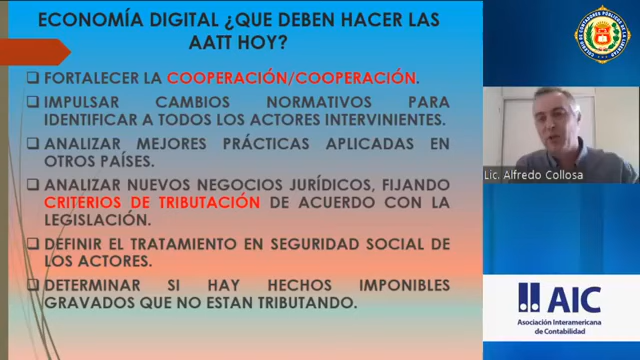 ECONOMÍA DIGITAL ¿QUE DEBEN HACER LAS
AATT HOY?
FORTALECER LA COOPERACIÓN/COOPERACIÓN.
IMPULSAR CAMBIOS NORMATIVOS PARA
IDENTIFICAR A TODOS LOS ACTORES INTERVINIENTES.
ANALIZAR MEJORES PRÁCTICAS APLICADAS EN
OTROS PAÍSES.
ANALIZAR NUEVOS NEGOCIOS JURÍDICOS, FIJANDO
CRITERIOS DE TRIBUTACIÓN DE ACUERDO CON LA
LEGISLACIÓN.
DEFINIR EL TRATAMIENTO EN SEGURIDAD SOCIAL DE
LOS ACTORES.
DETERMINAR SI HAY HECHOS IMPONIBLES
GRAVADOS QUE NO ESTAN TRIBUTANDO.
Lic. Alfredo Collosa
AIC
Asociación Interamericana
de Contabilidad